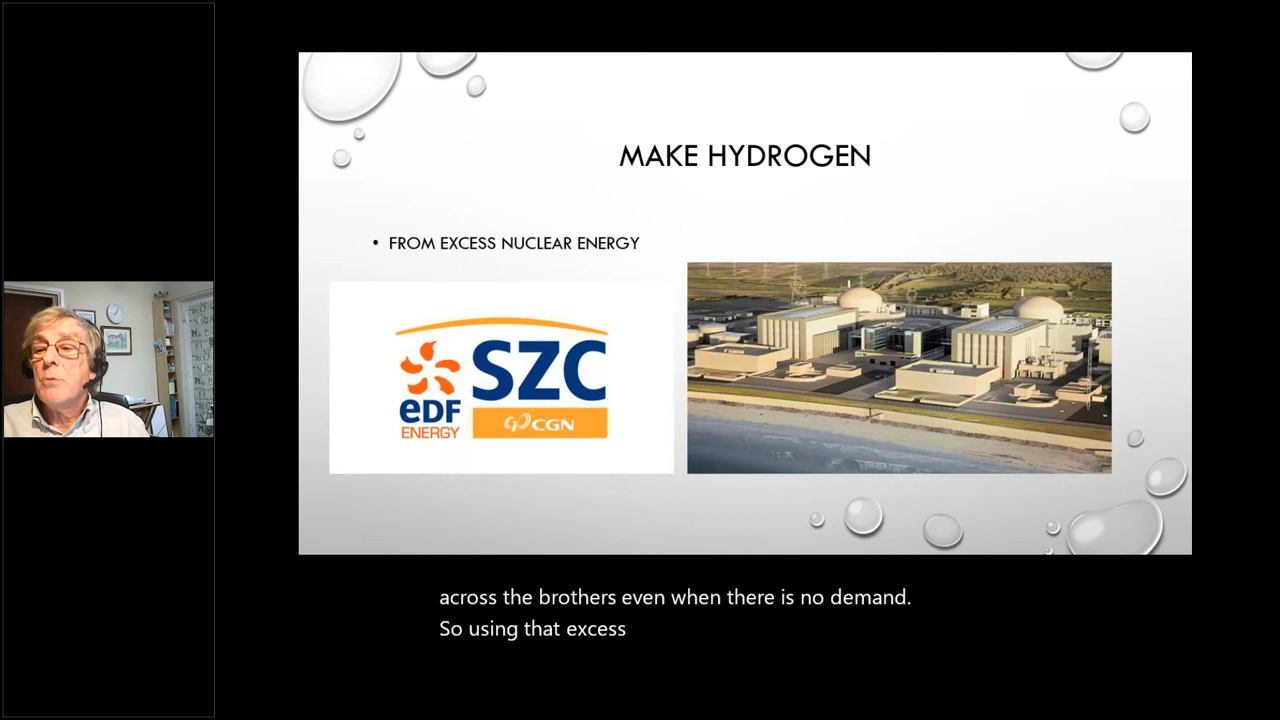 MAKE HYDROGEN
• FROM EXCESS NUCLEAR ENERGY
SZC
eDF
ENERGY
CGN
across the brothers even when there is no demand.
So using that excess